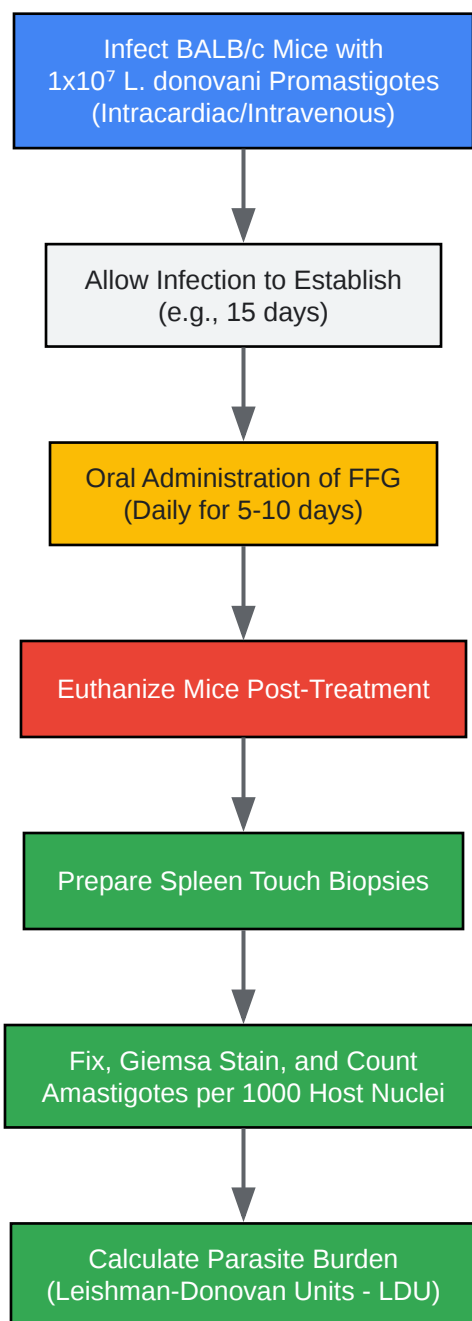 Infect BALB/c Mice with
1x10⁷ L. donovani Promastigotes
(Intracardiac/Intravenous)
Allow Infection to Establish
(e.g., 15 days)
Oral Administration of FFG
(Daily for 5-10 days)
Euthanize Mice Post-Treatment
Prepare Spleen Touch Biopsies
Fix, Giemsa Stain, and Count
Amastigotes per 1000 Host Nuclei
Calculate Parasite Burden
(Leishman-Donovan Units - LDU)